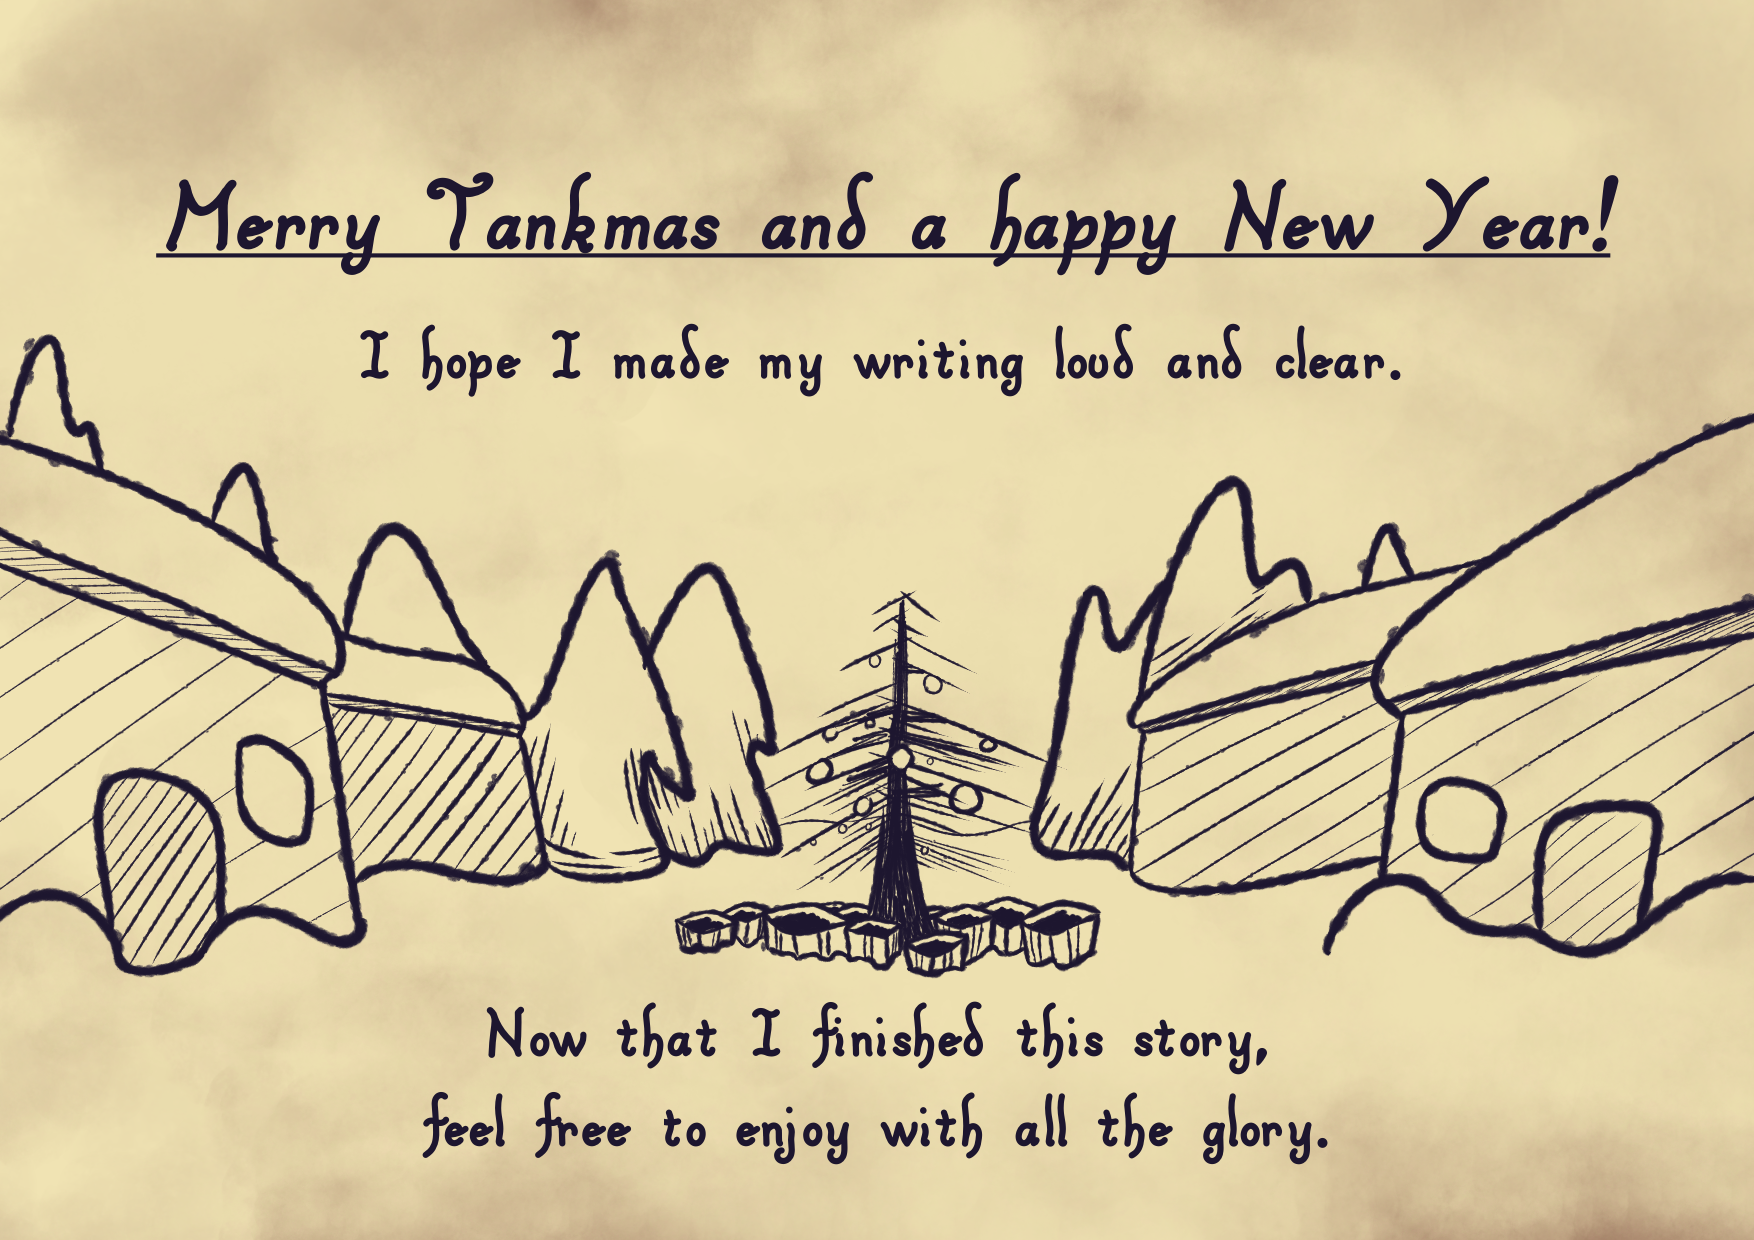 Merry Tankmas and a happy New Year!
I hope I made my writing loud and clear.
Now that I finished this story,
feel free to enjoy with all the glory.